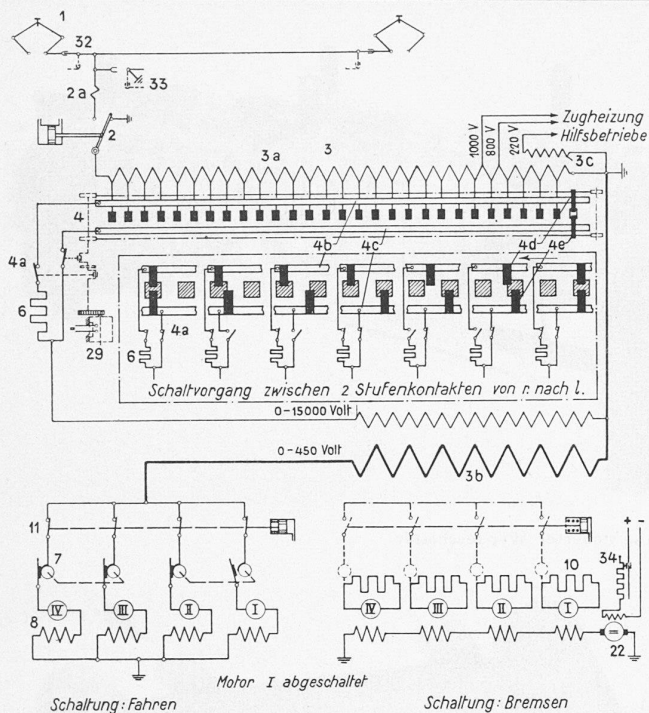 1
32
33
2a
2
1000 V
800 V
220 V
Zugheizung
Hilfsbetriebe
3
3a
3c
4
4b
4c
4d
4e
4a
6
29
4a
6
Schaltvorgang zwischen 2 Stufenkontakten von r. nach l.
0-15000 Volt
0-450 Volt
3b
11
7
8
IV
III
II
I
+ -
34
10
IV
III
II
I
22
Motor I abgeschaltet
Schaltung: Fahren
Schaltung: Bremsen